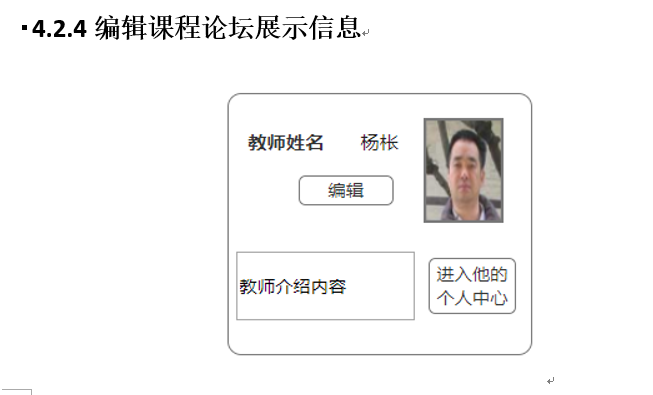 4.2.4 编辑课程论坛展示信息
教师姓名 杨枨
编辑
教师介绍内容
进入他的
个人中心